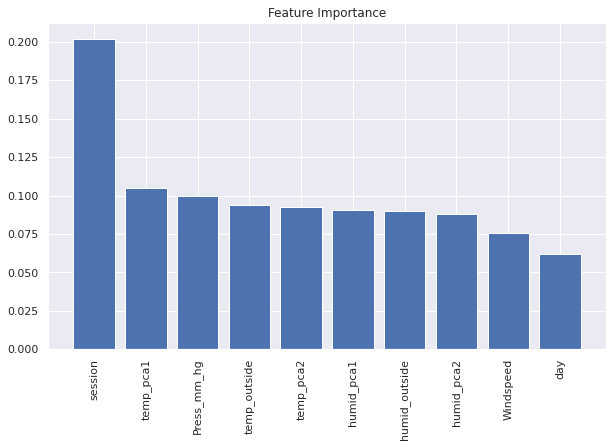 Feature Importance
0.200
0.175
0.150
0.125
0.100
0.075
0.050
0.025
0.000
session
temp_pca1
Press_mm_hg
temp_outside
temp_pca2
humid_pca1
humid_outside
humid_pca2
Windspeed
day